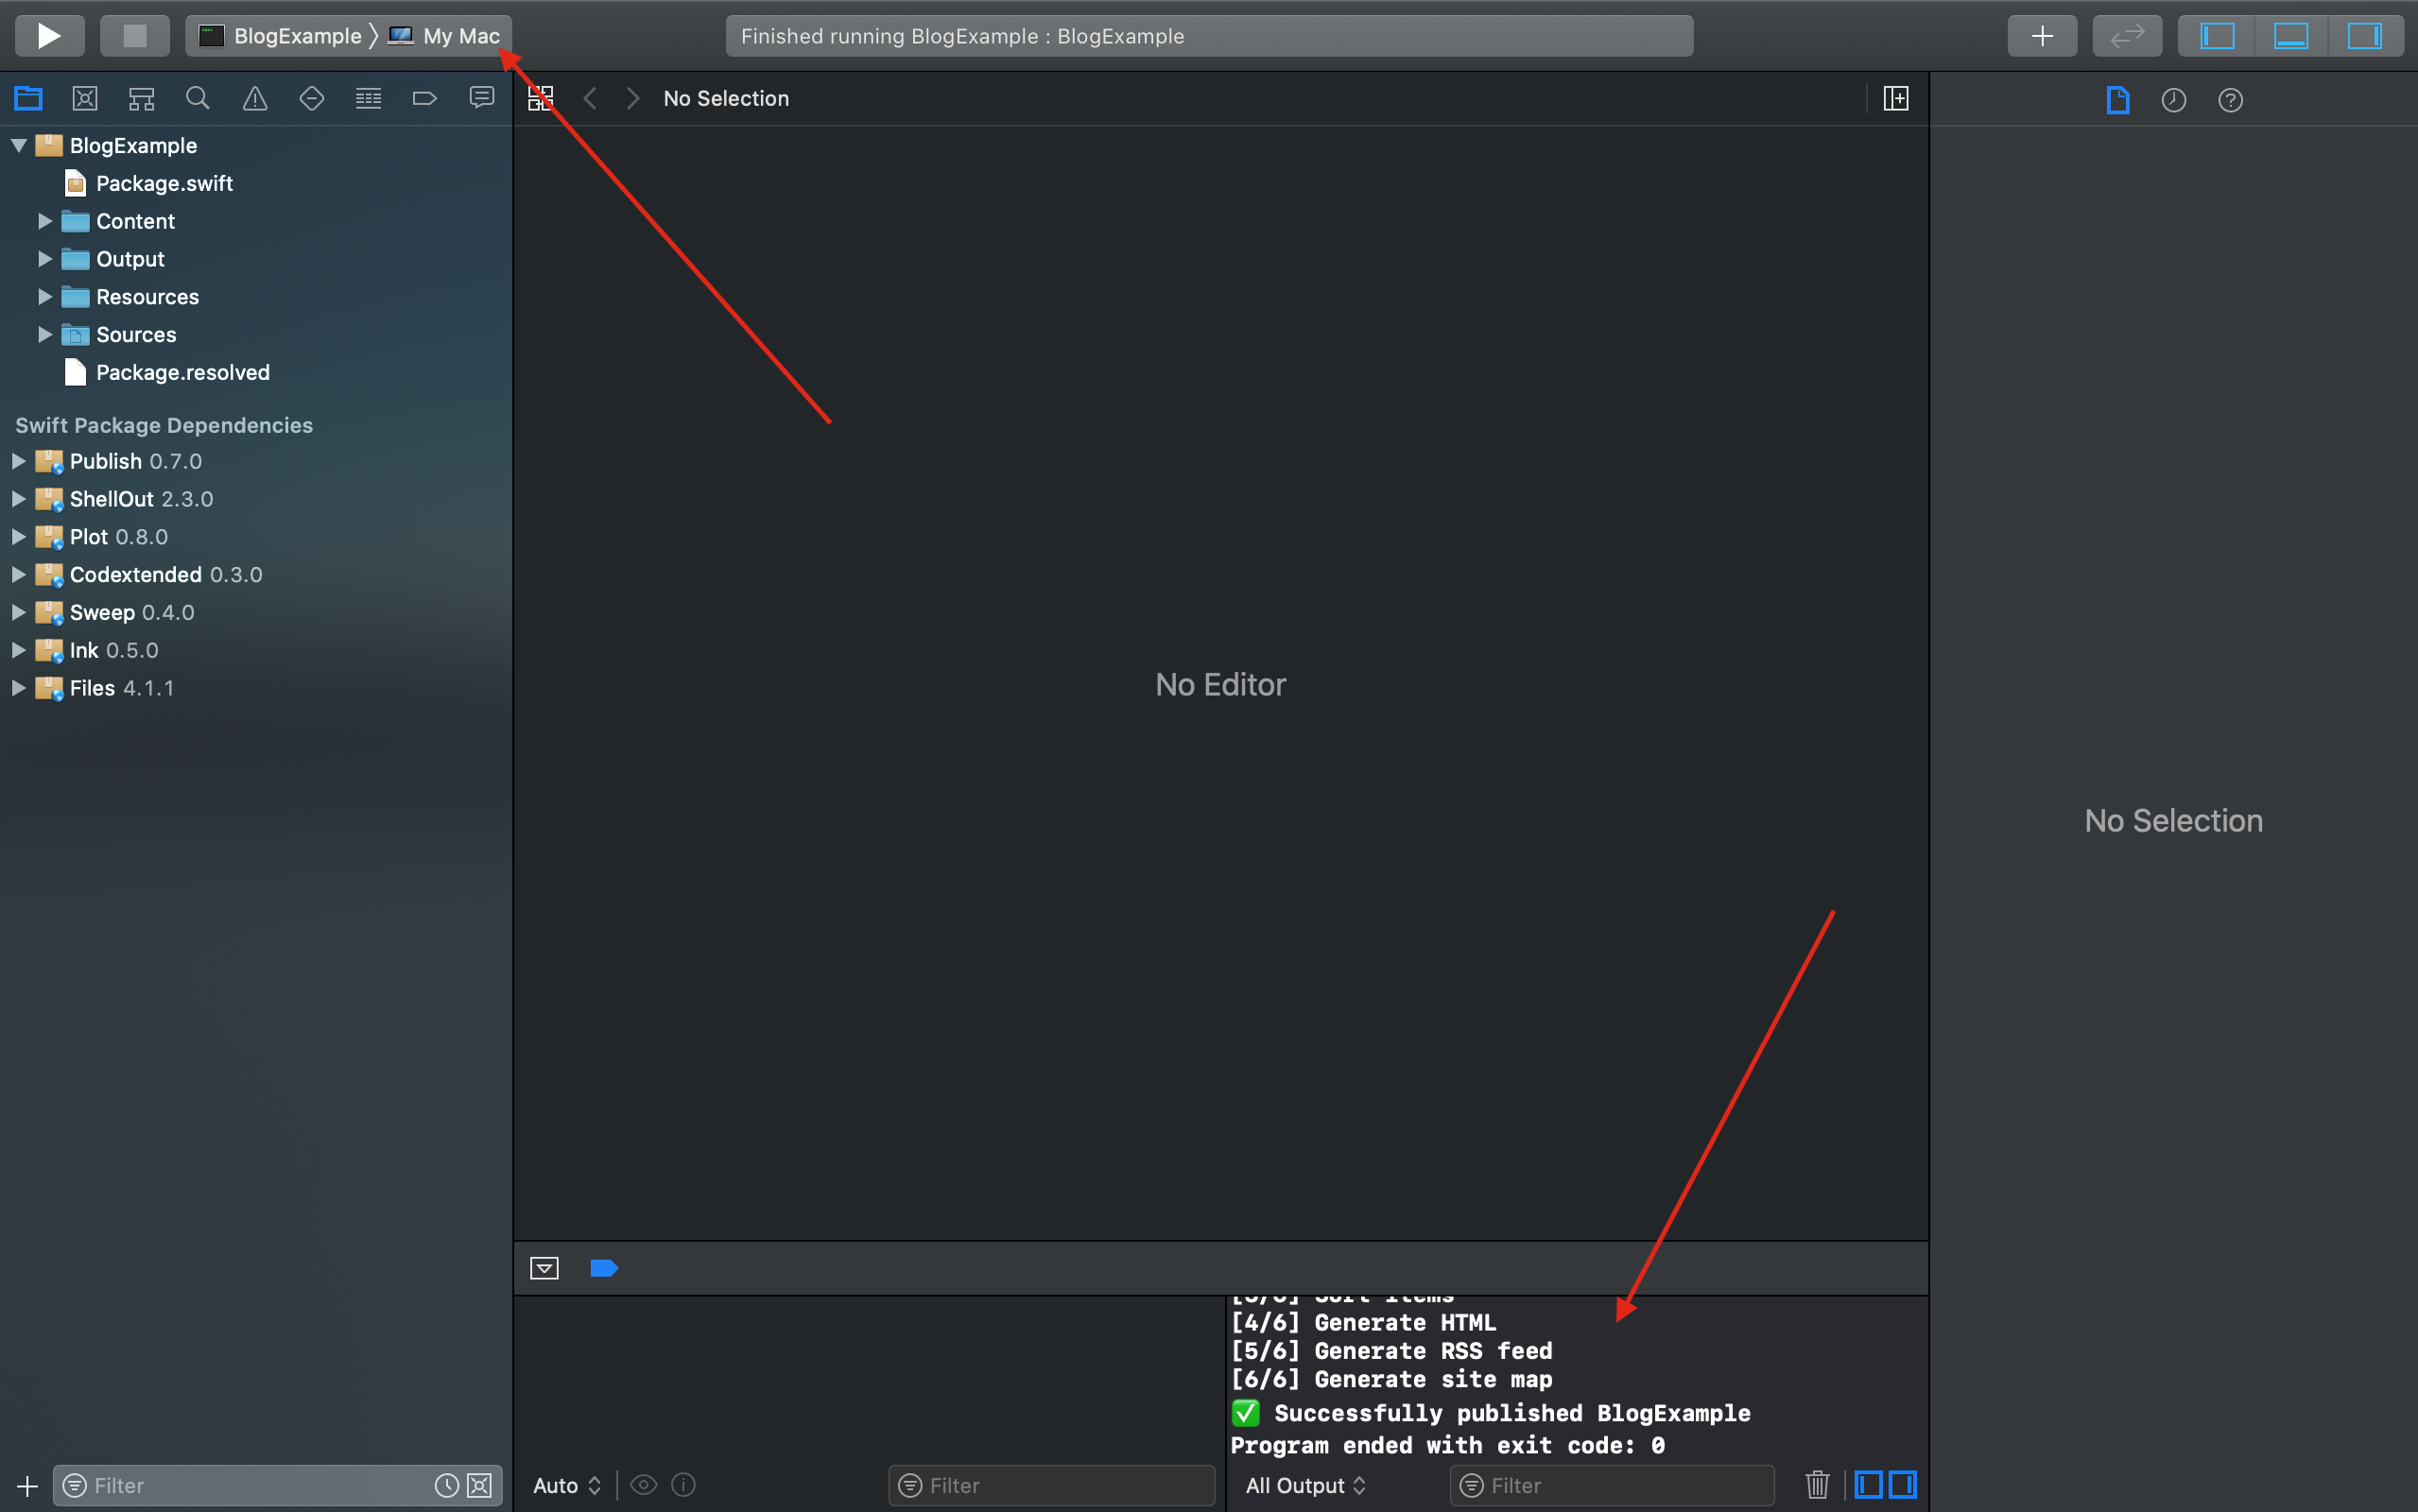 BlogExample
My Mac
Finished running BlogExample : BlogExample
No Selection
BlogExample
Package.swift
Content
Output
Resources
Sources
Package.resolved
Swift Package Dependencies
Publish 0.7.0
ShellOut 2.3.0
Plot 0.8.0
Codextended 0.3.0
Sweep 0.4.0
Ink 0.5.0
Files 4.1.1
No Editor
No Selection
[3/6] Sort items
[4/6] Generate HTML
[5/6] Generate RSS feed
[6/6] Generate site map
✅ Successfully published BlogExample
Program ended with exit code: 0
Filter
Auto
Filter
All Output
Filter